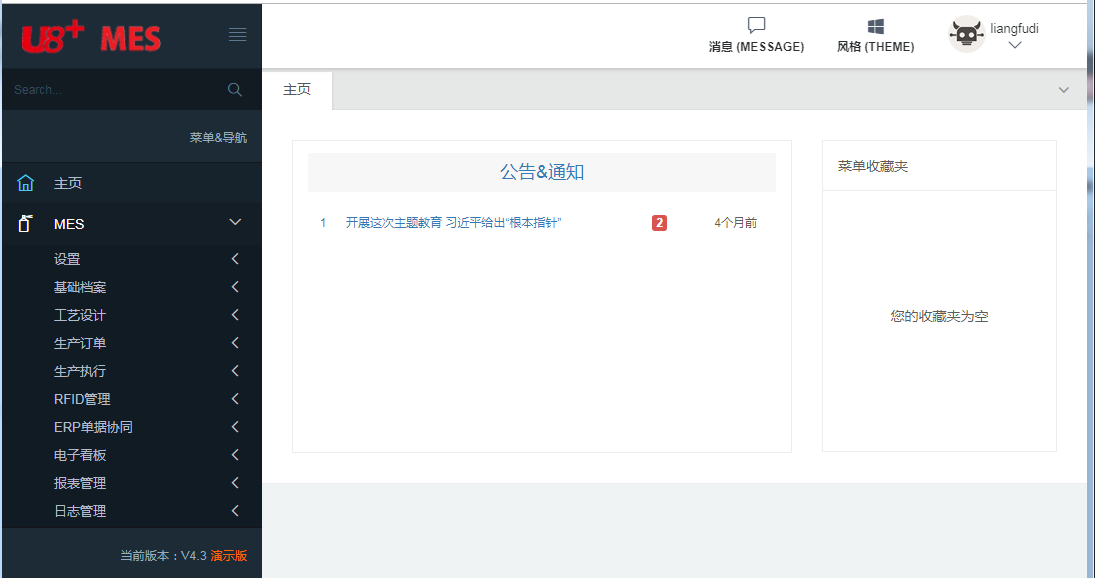 U8+ MES
消息 (MESSAGE)
风格 (THEME)
liangfudi
Search...
主页
菜单&导航
主页
MES
设置
基础档案
工艺设计
生产订单
生产执行
RFID管理
ERP单据协同
电子看板
报表管理
日志管理
当前版本：V4.3 演示版
公告&通知
1 开展这次主题教育 习近平给出“根本指针” 2 4个月前
菜单收藏夹
您的收藏夹为空